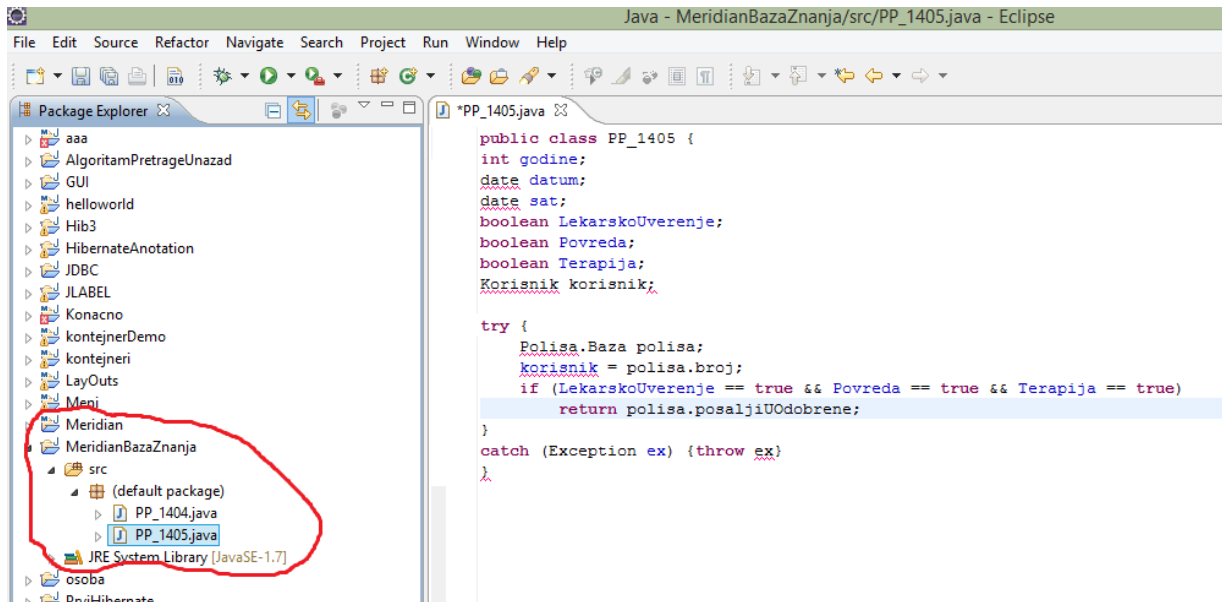 Java - MeridianBazaZnanja/src/PP_1405.java - Eclipse
File Edit Source Refactor Navigate Search Project Run Window Help
Package Explorer
aaa
AlgoritamPretrageUnazad
GUI
helloworld
Hib3
HibernateAnotation
JDBC
JLABEL
Konacno
kontejnerDemo
kontejneri
LayOuts
Meni
Meridian
MeridianBazaZnanja
src
(default package)
PP_1404.java
PP_1405.java
JRE System Library [JavaSE-1.7]
osoba
PrviHibernate
*PP_1405.java
public class PP_1405 {
int godine;
date datum;
date sat;
boolean LekarskoUverenje;
boolean Povreda;
boolean Terapija;
Korisnik korisnik;
try {
Polisa.Baza polisa;
korisnik = polisa.broj;
if (LekarskoUverenje == true && Povreda == true && Terapija == true)
return polisa.posaljiUOdobrene;
}
catch (Exception ex) {throw ex}
}